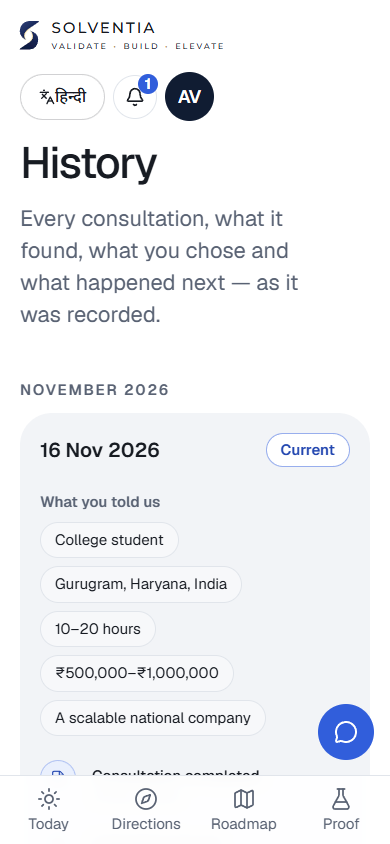 SOLVENTIA
VALIDATE · BUILD · ELEVATE
हिन्दी
1
AV
History
Every consultation, what it
found, what you chose and
what happened next — as it
was recorded.
NOVEMBER 2026
16 Nov 2026
Current
What you told us
College student
Gurugram, Haryana, India
10–20 hours
₹500,000–₹1,000,000
A scalable national company
Consultation completed
Today
Directions
Roadmap
Proof